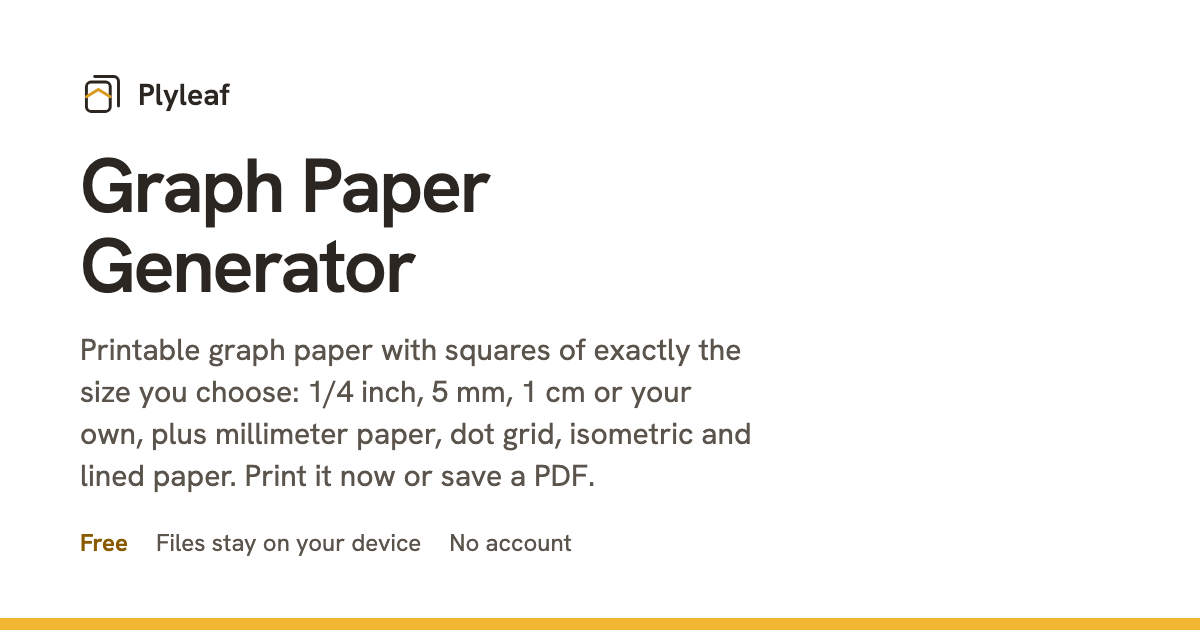 Plyleaf
Graph Paper
Generator
Printable graph paper with squares of exactly the
size you choose: 1/4 inch, 5 mm, 1 cm or your
own, plus millimeter paper, dot grid, isometric and
lined paper. Print it now or save a PDF.
Free Files stay on your device No account